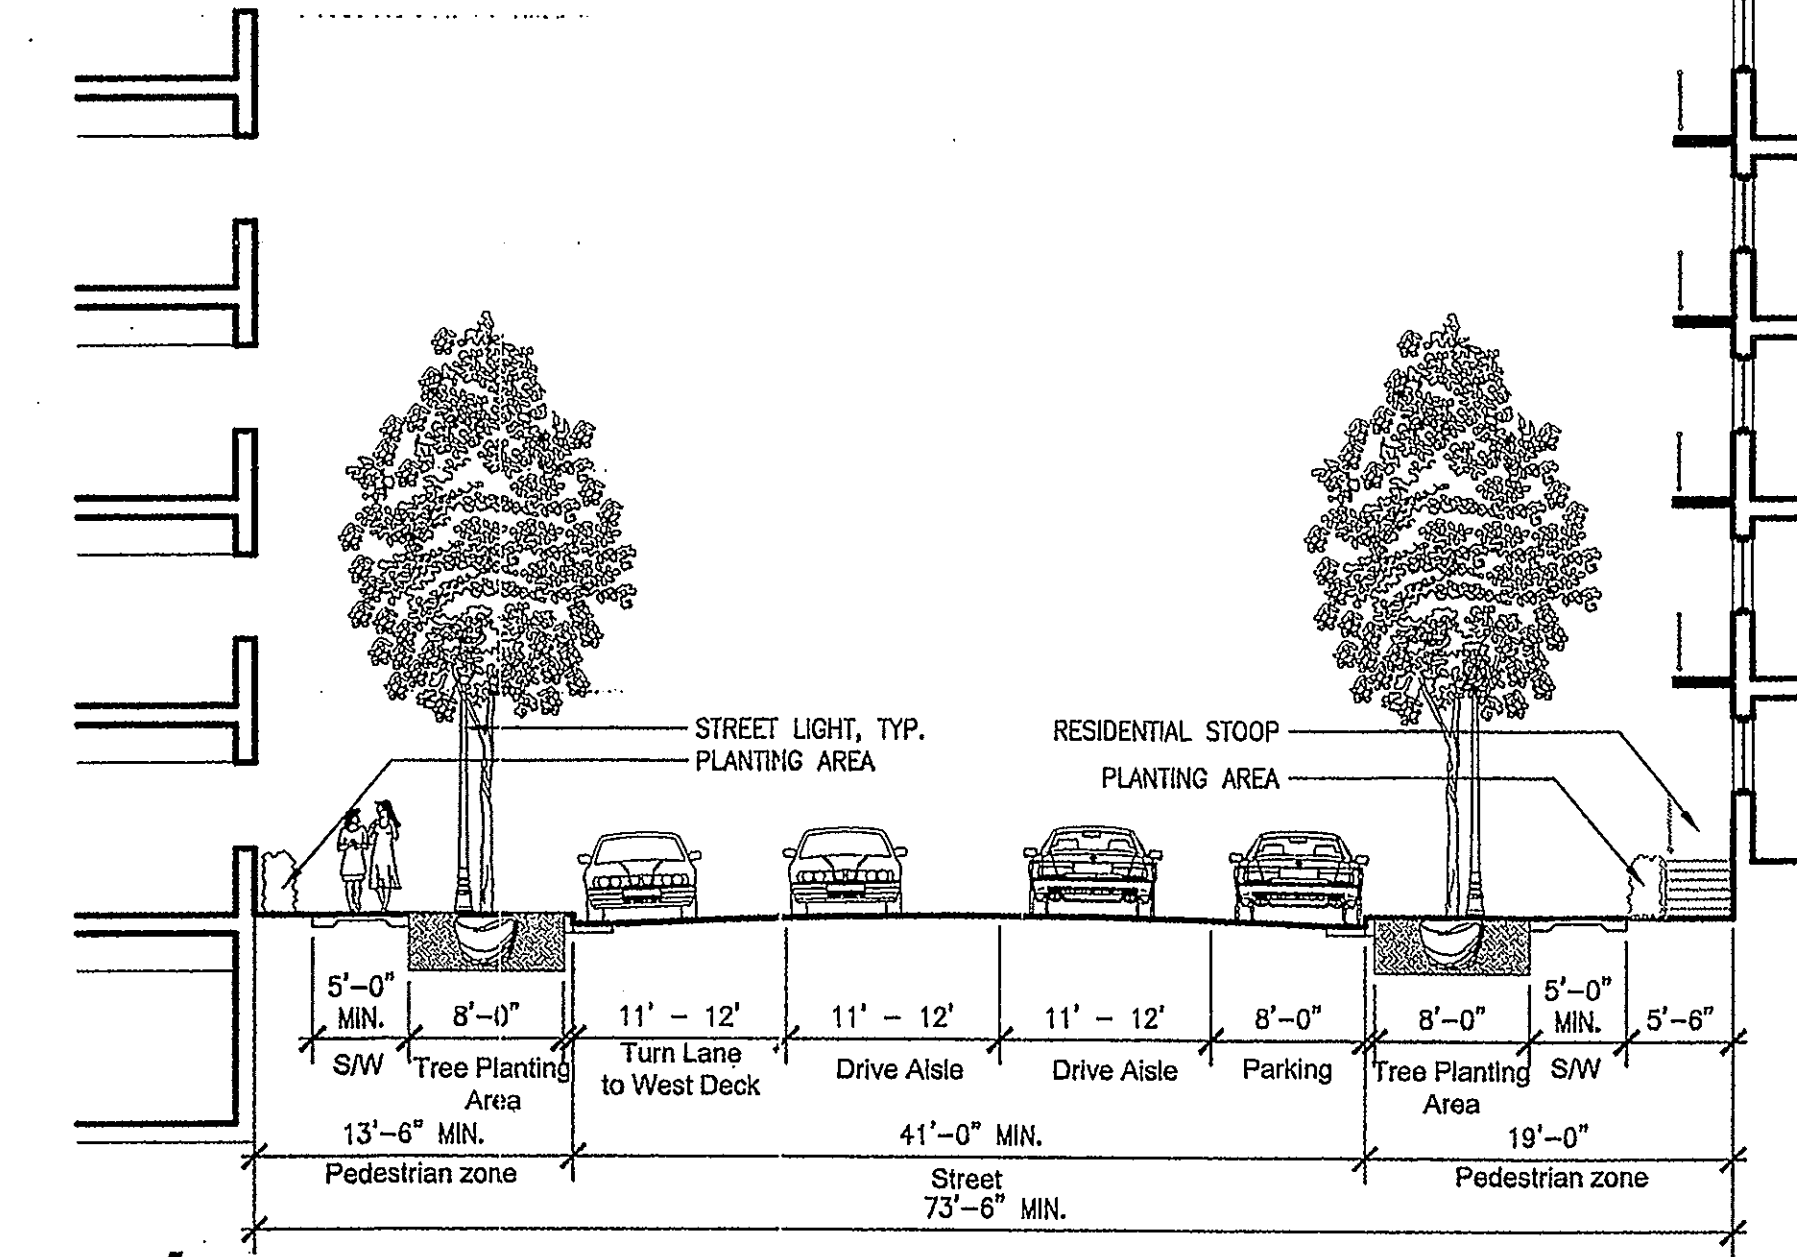 STREET LIGHT, TYP.
PLANTING AREA
RESIDENTIAL STOOP
PLANTING AREA
5'-0"
MIN.
S/W
8'-0"
Tree Planting
Area
11' - 12'
Turn Lane
to West Deck
11' - 12'
Drive Aisle
11' - 12'
Drive Aisle
8'-0"
Parking
8'-0"
Tree Planting
Area
5'-0"
MIN.
S/W
5'-6"
13'-6" MIN.
Pedestrian zone
41'-0" MIN.
Street
19'-0"
Pedestrian zone
73'-6" MIN.